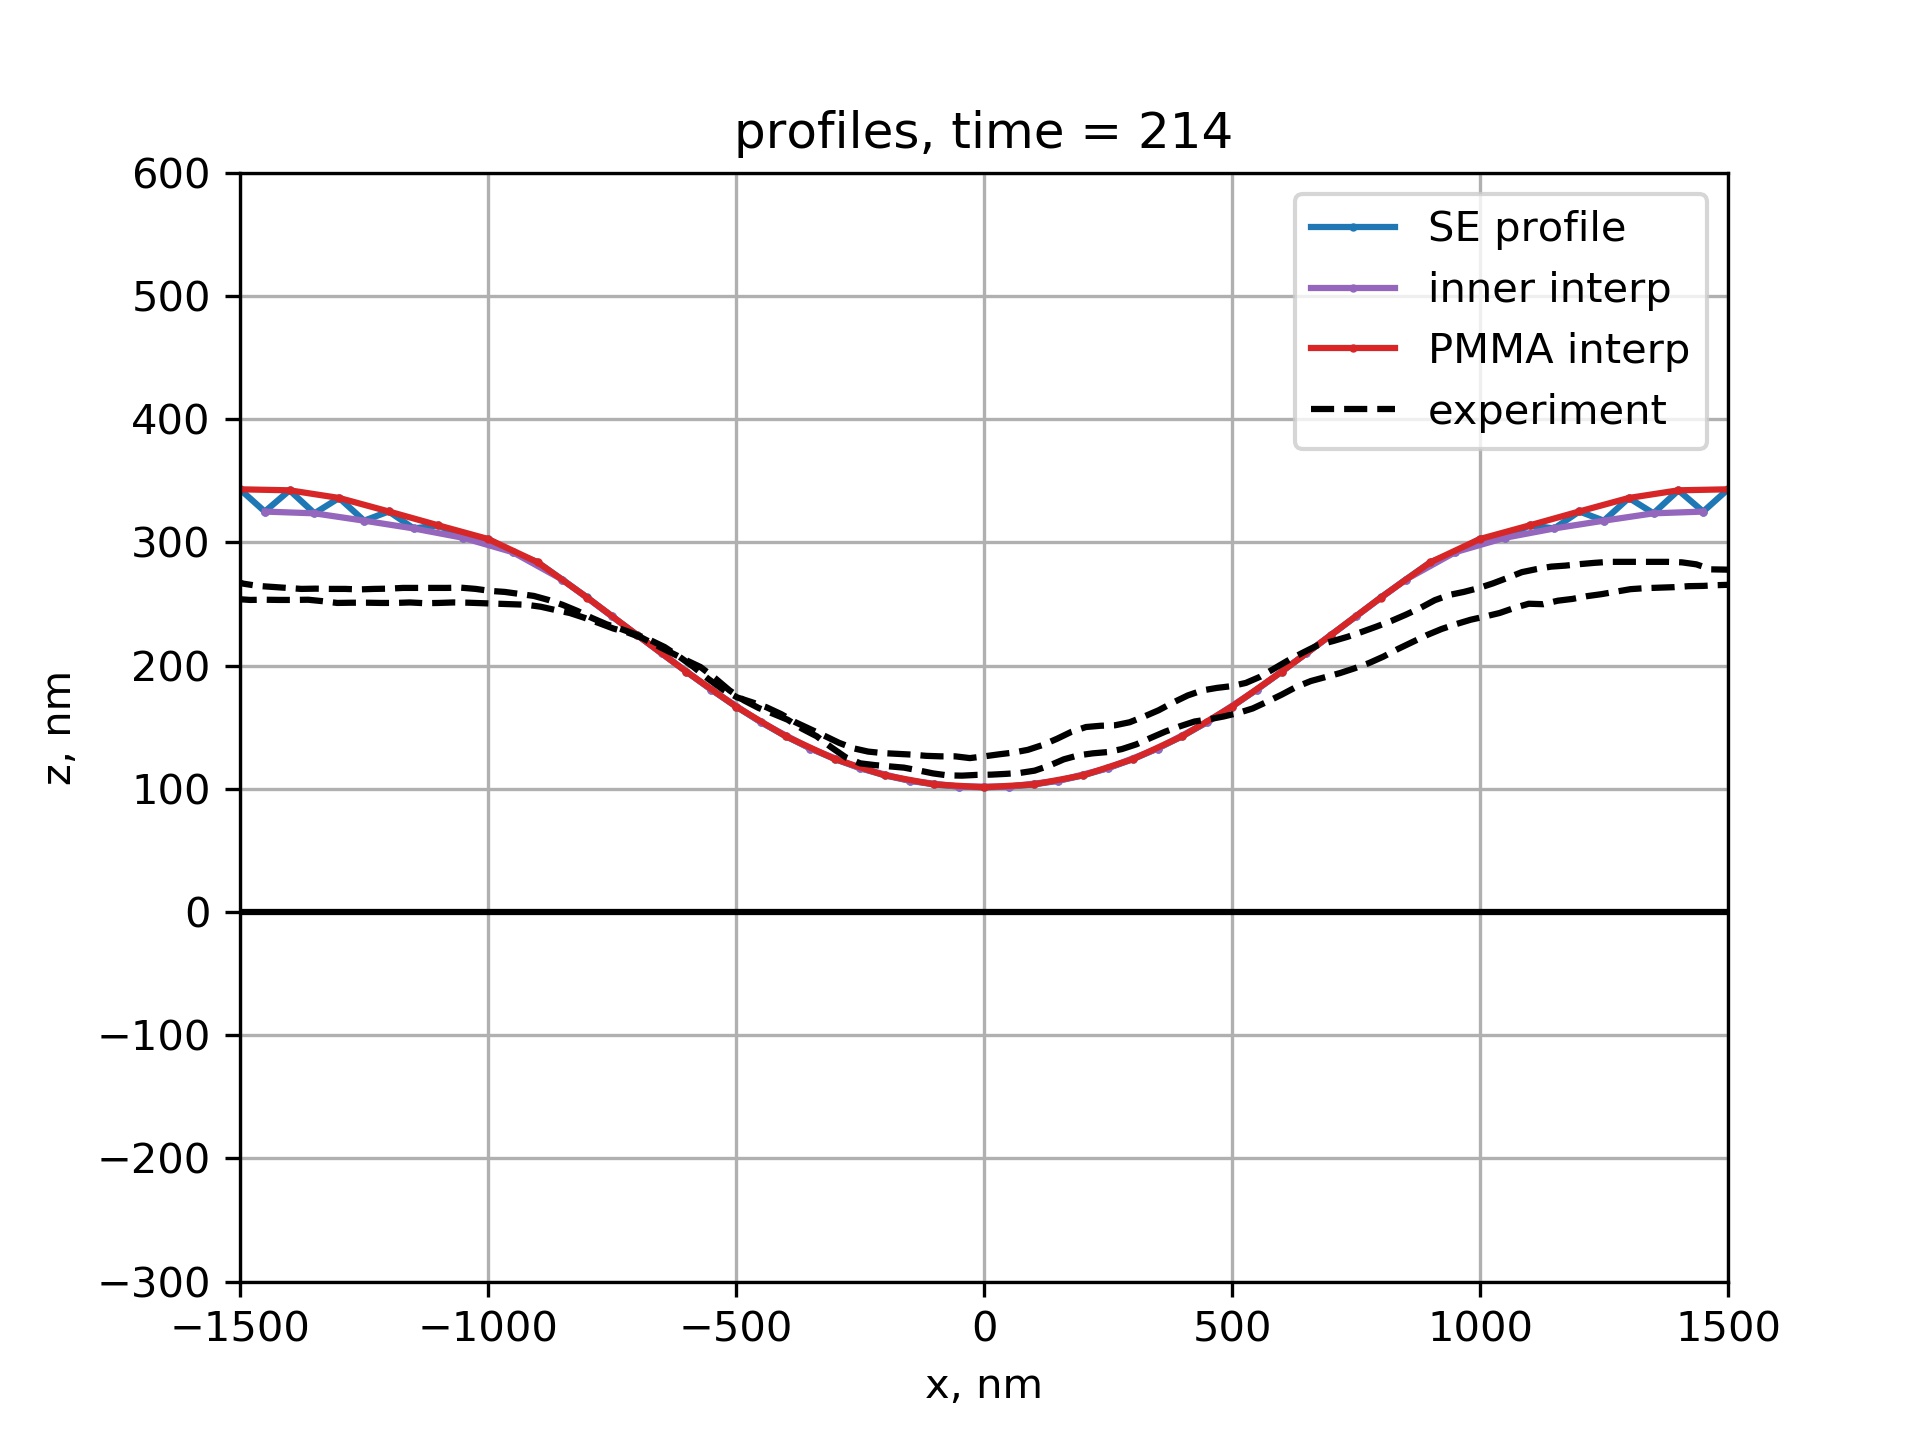 profiles, time = 214
600
500
400
300
200
100
0
−100
−200
−300
z, nm
SE profile
inner interp
PMMA interp
experiment
−1500 −1000 −500 0 500 1000 1500
x, nm